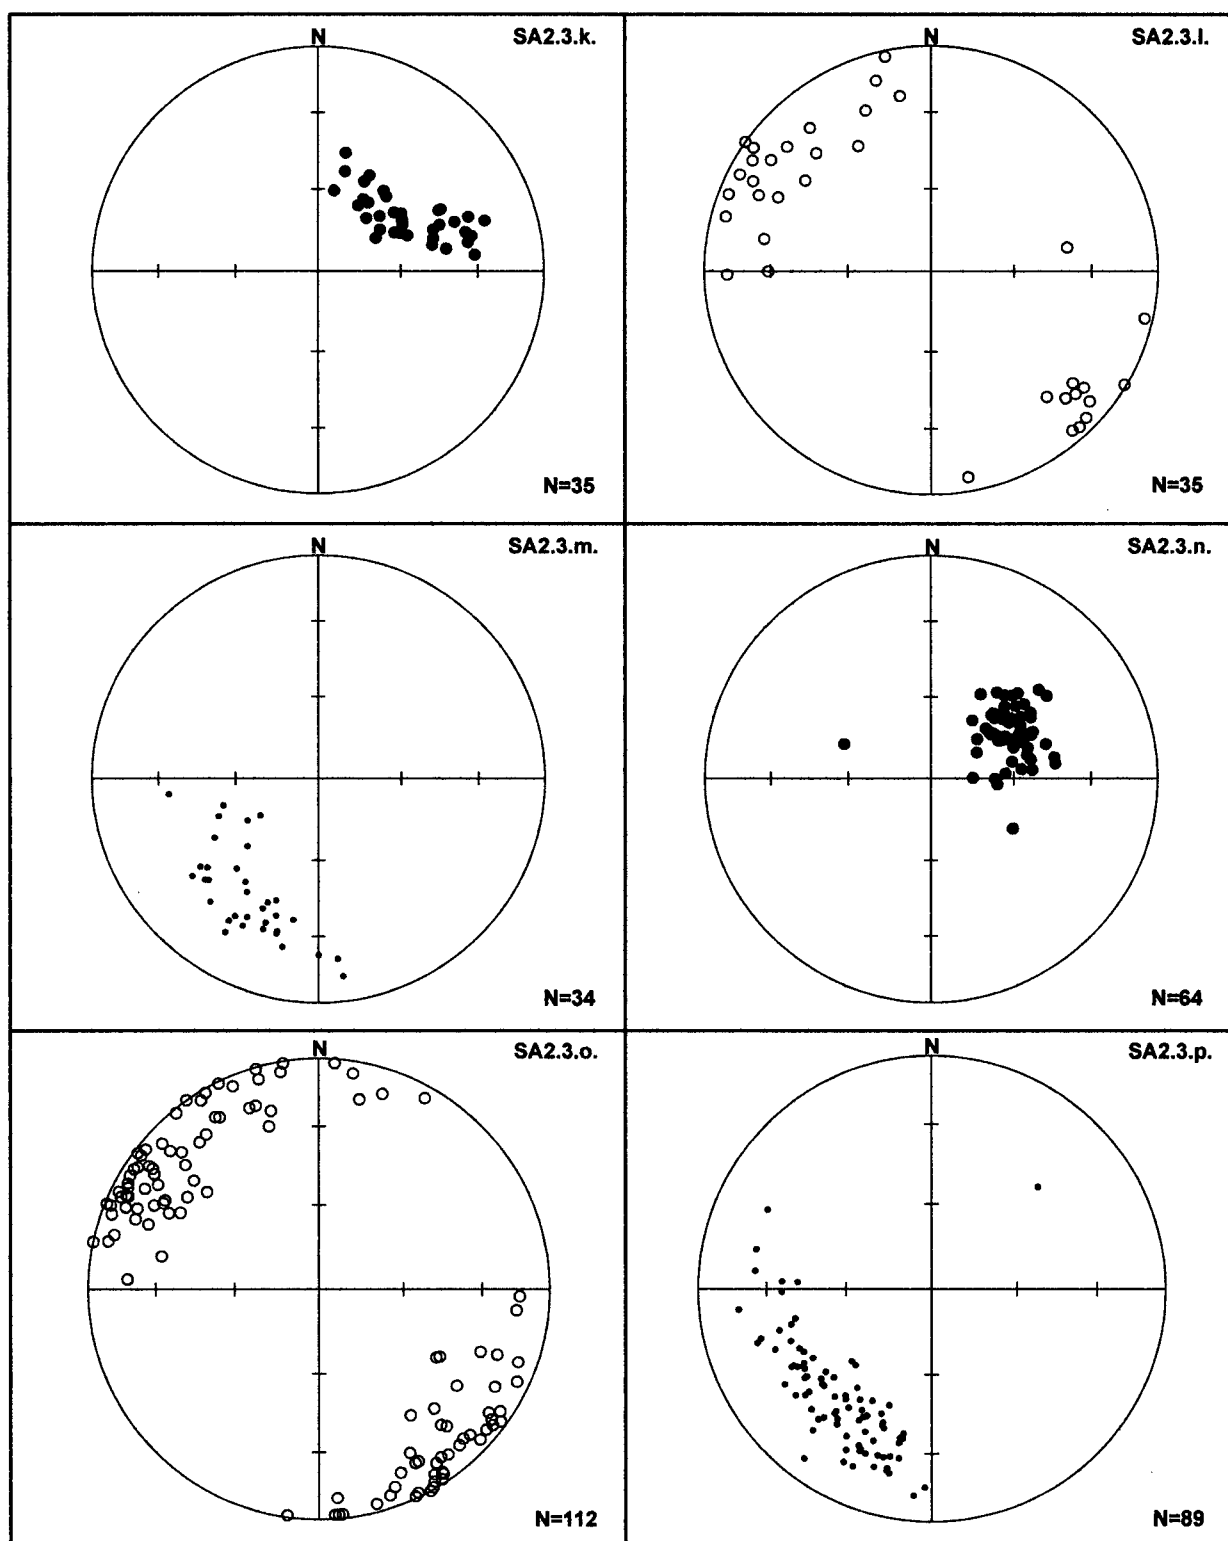 N SA2.3.k.
N=35
N SA2.3.l.
N=35
N SA2.3.m.
N=34
N SA2.3.n.
N=64
N SA2.3.o.
N=112
N SA2.3.p.
N=89